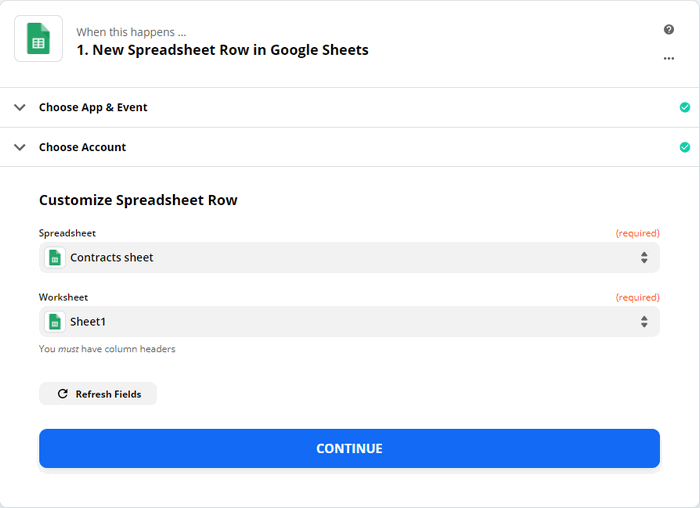 When this happens ...
1. New Spreadsheet Row in Google Sheets
Choose App & Event
Choose Account
Customize Spreadsheet Row
Spreadsheet (required)
Contracts sheet
Worksheet (required)
Sheet1
You must have column headers
Refresh Fields
CONTINUE